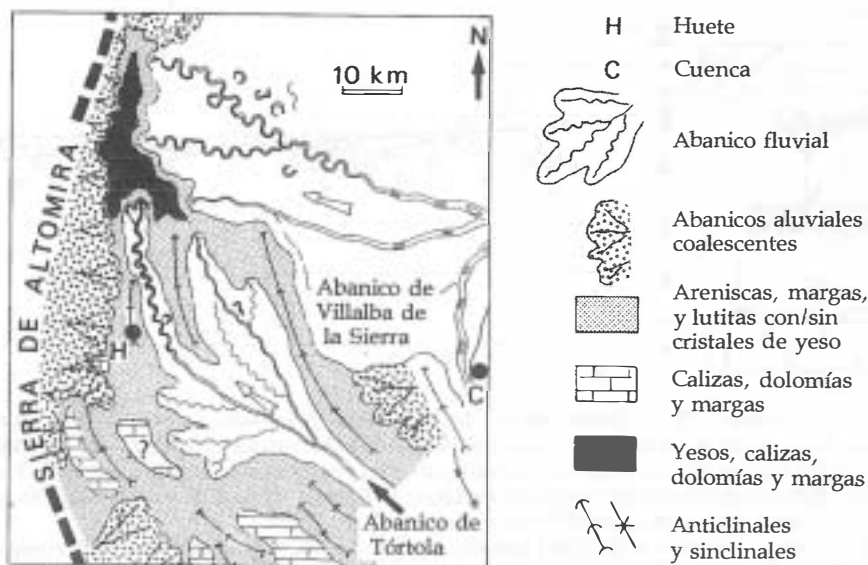 N
10 km
SIERRA DE ALTOMIRA
Abanico de
Villalba de
la Sierra
?
H
C
?
Abanico de
Tórtola
H Huete
C Cuenca
Abanico fluvial
Abanicos aluviales
coalescentes
Areniscas, margas,
y lutitas con/sin
cristales de yeso
Calizas, dolomías
y margas
Yesos, calizas,
dolomías y margas
Anticlinales
y sinclinales